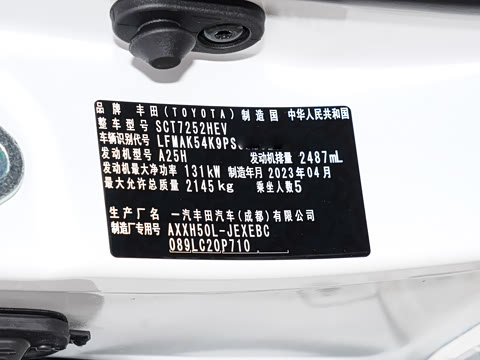 品牌 丰田(TOYOTA) 制造国 中华人民共和国
整车型号 SCT7252HEV
车辆识别代号 LFMAK54K9PS
发动机型号 A25H 发动机排量 2487mL
发动机最大净功率 131kW 制造年月 2023年04月
最大允许总质量 2145kg 乘坐人数 5
生产企业 一汽丰田汽车(成都)有限公司
制造厂专用号 AXXH50L-JEXEBC
089LC20P710